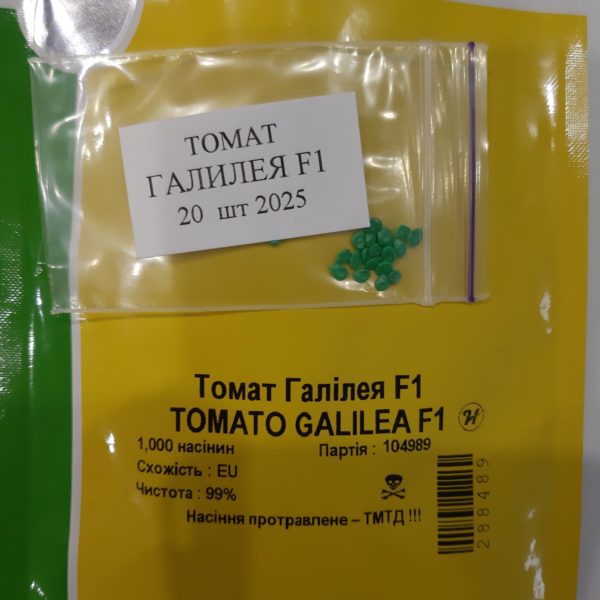 ТОМАТ
ГАЛИЛЕЯ F1
20 шт 2025
Томат Галілея F1
TOMATO GALILEA F1 H
1,000 насінин Партія : 104989
Схожість : EU
Чистота : 99%
Насіння протравлене – ТМТД !!!
288489